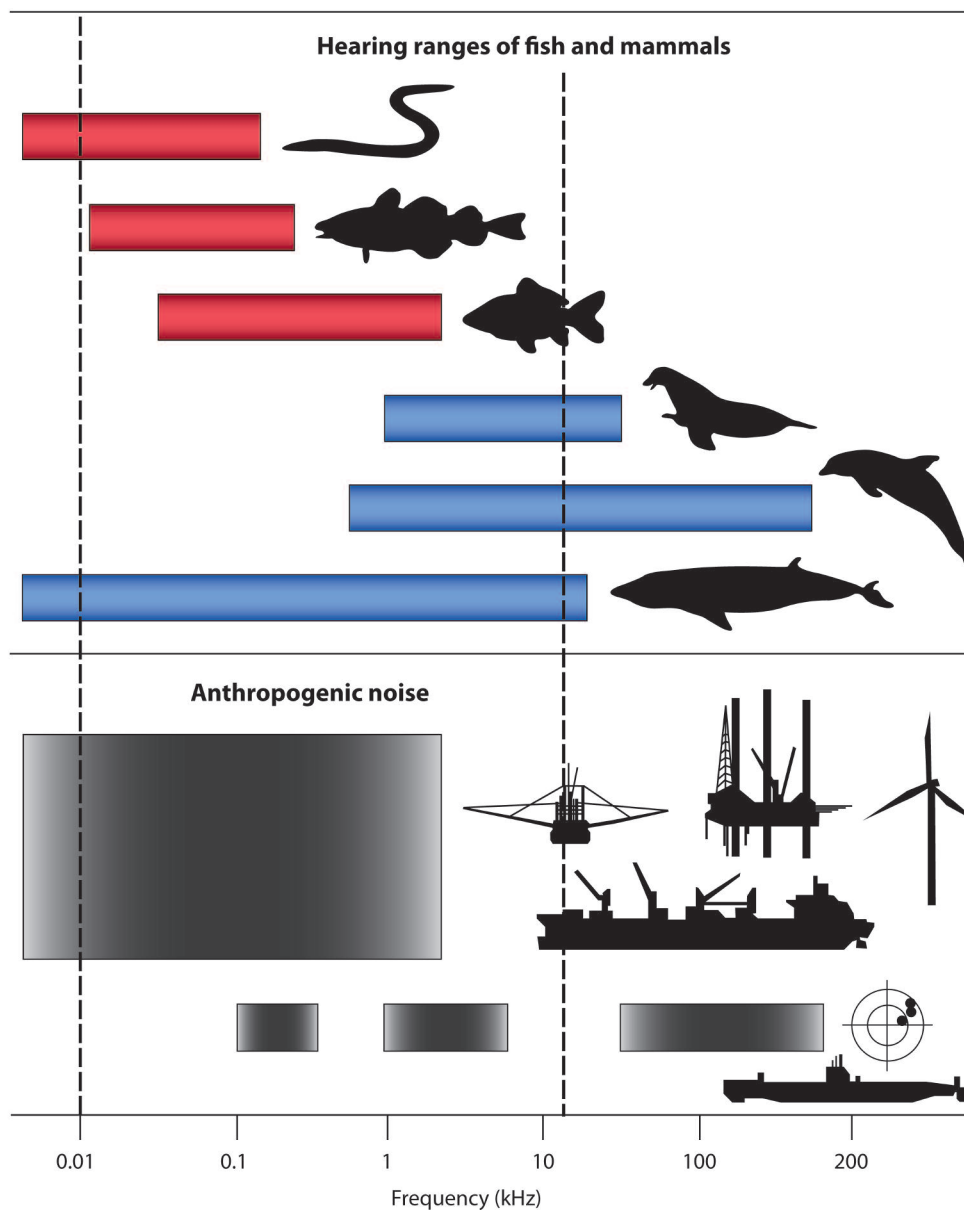 Hearing ranges of fish and mammals
Anthropogenic noise
0.01 0.1 1 10 100 200
Frequency (kHz)